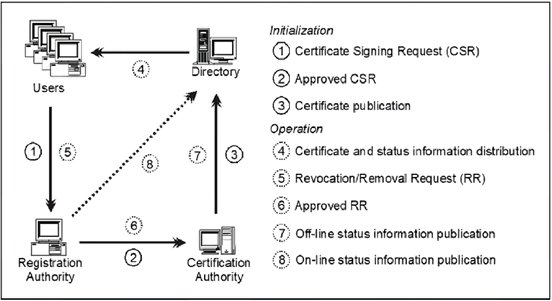 Users
Directory
Registration
Authority
Certification
Authority
4
1
5
8
7
3
6
2
Initialization
1 Certificate Signing Request (CSR)
2 Approved CSR
3 Certificate publication
Operation
4 Certificate and status information distribution
5 Revocation/Removal Request (RR)
6 Approved RR
7 Off-line status information publication
8 On-line status information publication